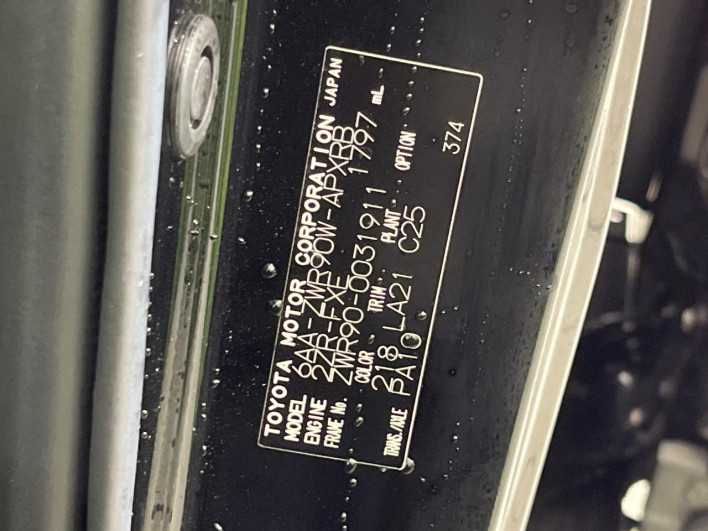 TOYOTA MOTOR CORPORATION JAPAN
MODEL 6AA-ZWR90W-APXRB
ENGINE 2ZR-FXE 1797 mL
FRAME No. ZWR90-0031911
COLOR TRIM PLANT OPTION
218 LA21 C25
TRANS./AXLE PA10 374